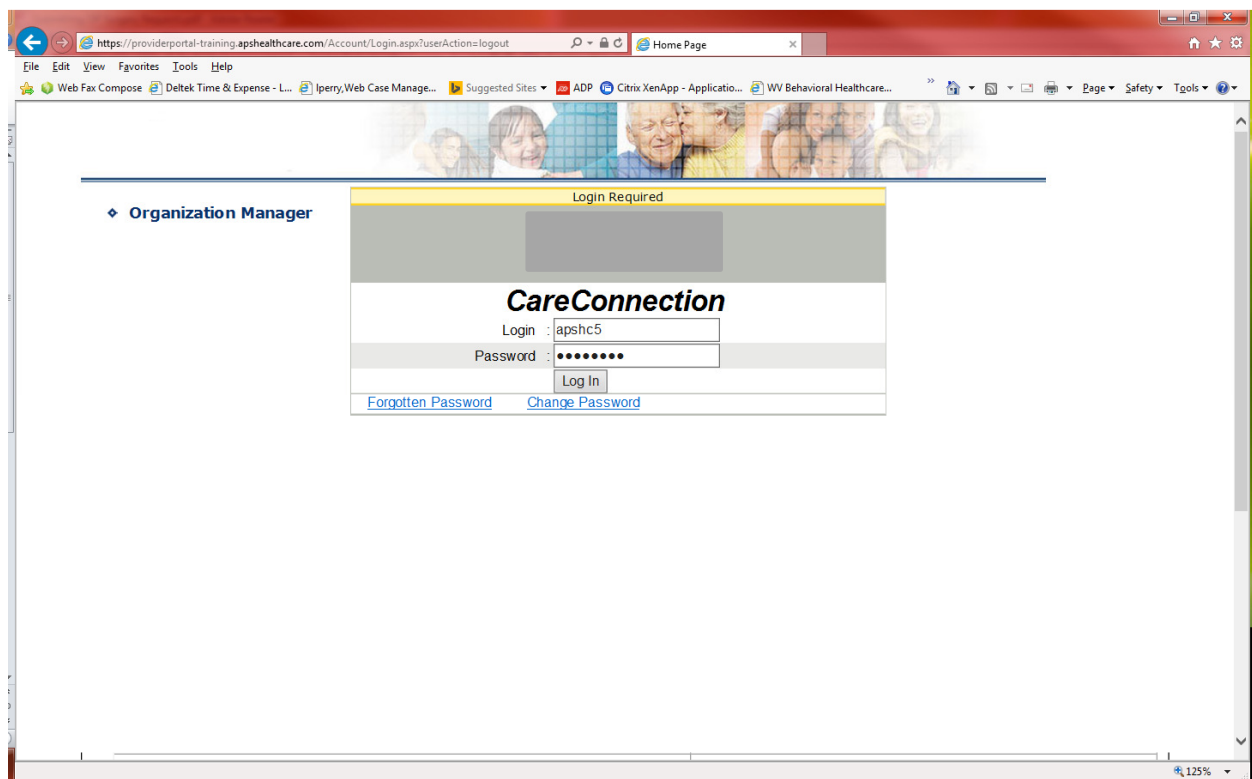 https://providerportal-training.apshealthcare.com/Account/Login.aspx?userAction=logout
Home Page
File Edit View Favorites Tools Help
Web Fax Compose Deltek Time & Expense - L... Iperry,Web Case Manage... Suggested Sites ADP Citrix XenApp - Applicatio... WV Behavioral Healthcare... » Page Safety Tools
Login Required
Organization Manager
CareConnection
Login : apshc5
Password : ••••••••
Log In
Forgotten Password Change Password
125%